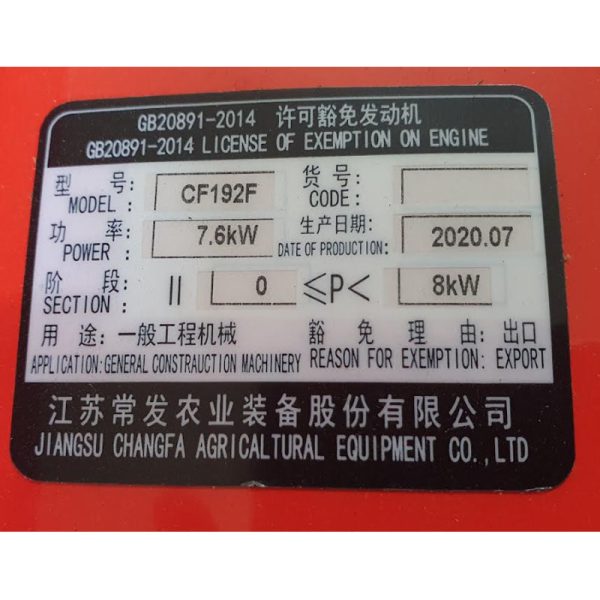 GB20891-2014 许可豁免发动机
GB20891-2014 LICENSE OF EXEMPTION ON ENGINE
型 号: CF192F 货 号:
MODEL : CODE :
功 率: 7.6kW 生产日期: 2020.07
POWER : DATE OF PRODUCTION:
阶 段: II 0 ≤P< 8kW
SECTION :
用 途: 一般工程机械 豁 免 理 由: 出口
APPLICATION: GENERAL CONSTRAUCTION MACHINERY REASON FOR EXEMPTION: EXPORT
江苏常发农业装备股份有限公司
JIANGSU CHANGFA AGRICALTURAL EQUIPMENT CO.,LTD